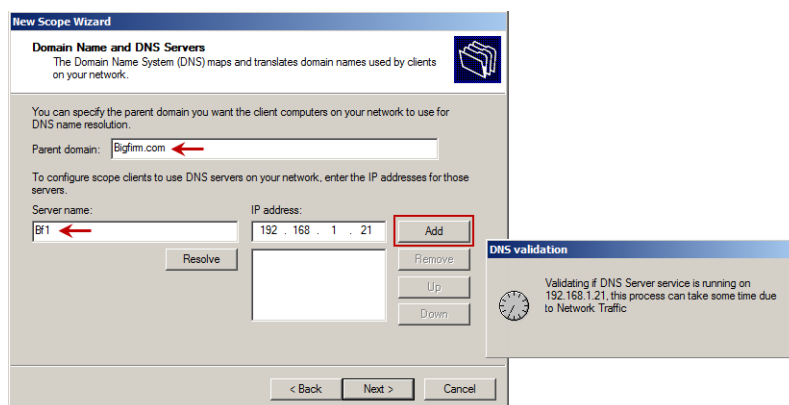 New Scope Wizard
Domain Name and DNS Servers
The Domain Name System (DNS) maps and translates domain names used by clients
on your network.
You can specify the parent domain you want the client computers on your network to use for
DNS name resolution.
Parent domain: Bigfirm.com
To configure scope clients to use DNS servers on your network, enter the IP addresses for those
servers.
Server name: IP address:
Bf1 192 . 168 . 1 . 21 Add
Resolve Remove
Up
Down
DNS validation
Validating if DNS Server service is running on
192.168.1.21, this process can take some time due
to Network Traffic
< Back Next > Cancel